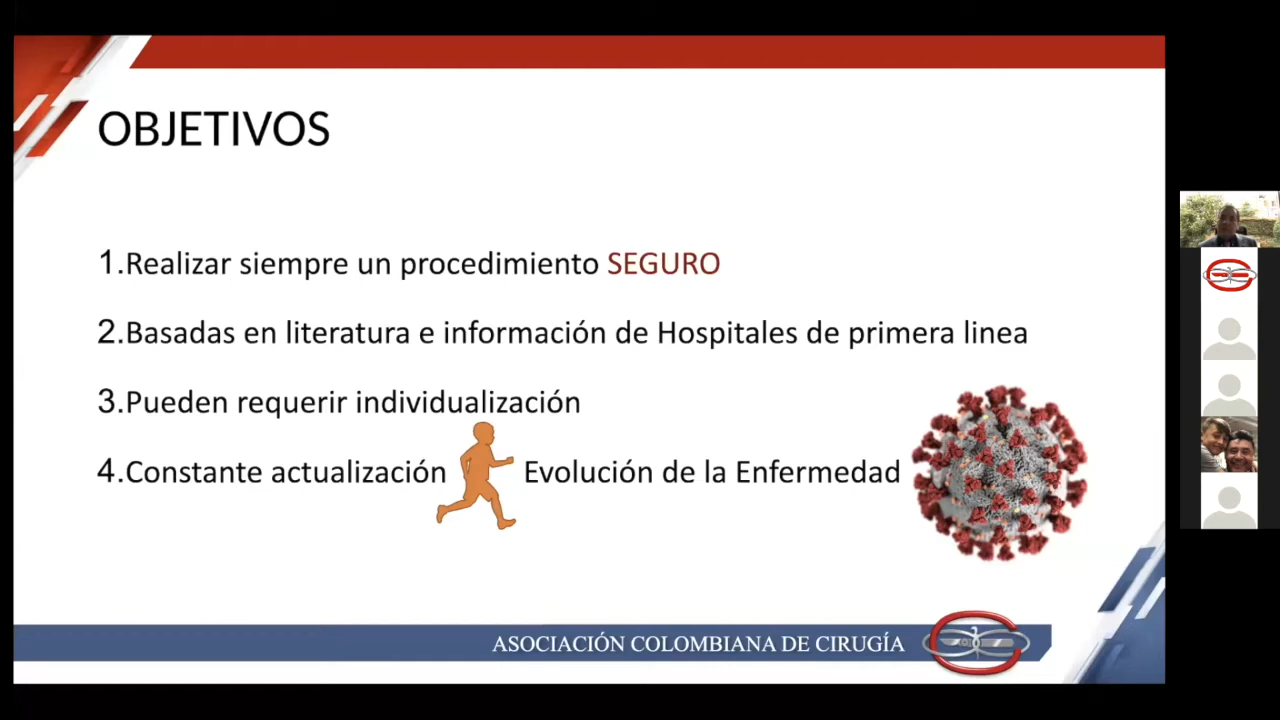 OBJETIVOS
1.Realizar siempre un procedimiento SEGURO
2.Basadas en literatura e información de Hospitales de primera linea
3.Pueden requerir individualización
4.Constante actualización Evolución de la Enfermedad
ASOCIACIÓN COLOMBIANA DE CIRUGÍA